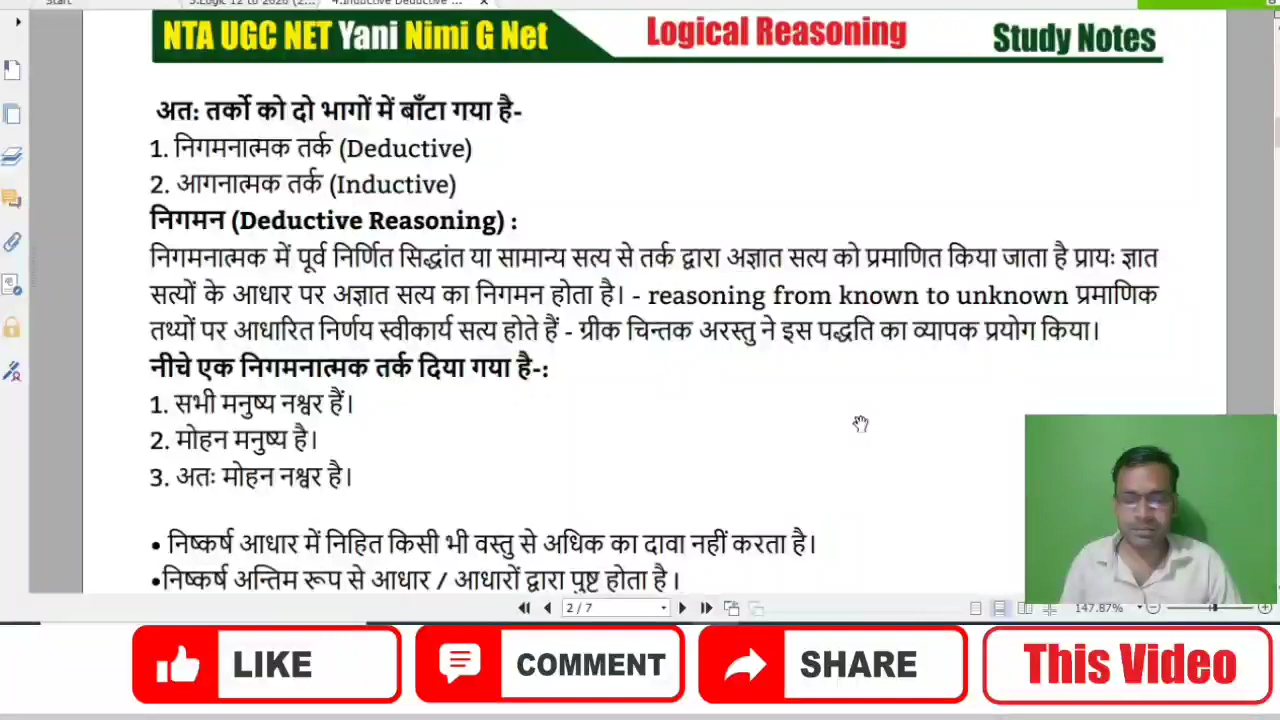 Start
NTA UGC NET Yani Nimi G Net Logical Reasoning Study Notes
अत: तर्को को दो भागों में बाँटा गया है-
1. निगमनात्मक तर्क (Deductive)
2. आगनात्मक तर्क (Inductive)
निगमन (Deductive Reasoning) :
निगमनात्मक में पूर्व निर्णित सिद्धांत या सामान्य सत्य से तर्क द्वारा अज्ञात सत्य को प्रमाणित किया जाता है प्रायः ज्ञात
सत्यों के आधार पर अज्ञात सत्य का निगमन होता है। - reasoning from known to unknown प्रमाणिक
तथ्यों पर आधारित निर्णय स्वीकार्य सत्य होते हैं - ग्रीक चिन्तक अरस्तु ने इस पद्धति का व्यापक प्रयोग किया।
नीचे एक निगमनात्मक तर्क दिया गया है-:
1. सभी मनुष्य नश्वर हैं।
2. मोहन मनुष्य है।
3. अतः मोहन नश्वर है।
• निष्कर्ष आधार में निहित किसी भी वस्तु से अधिक का दावा नहीं करता है।
•निष्कर्ष अन्तिम रूप से आधार / आधारों द्वारा पुष्ट होता है।
2 / 7 147.87%
LIKE COMMENT SHARE This Video